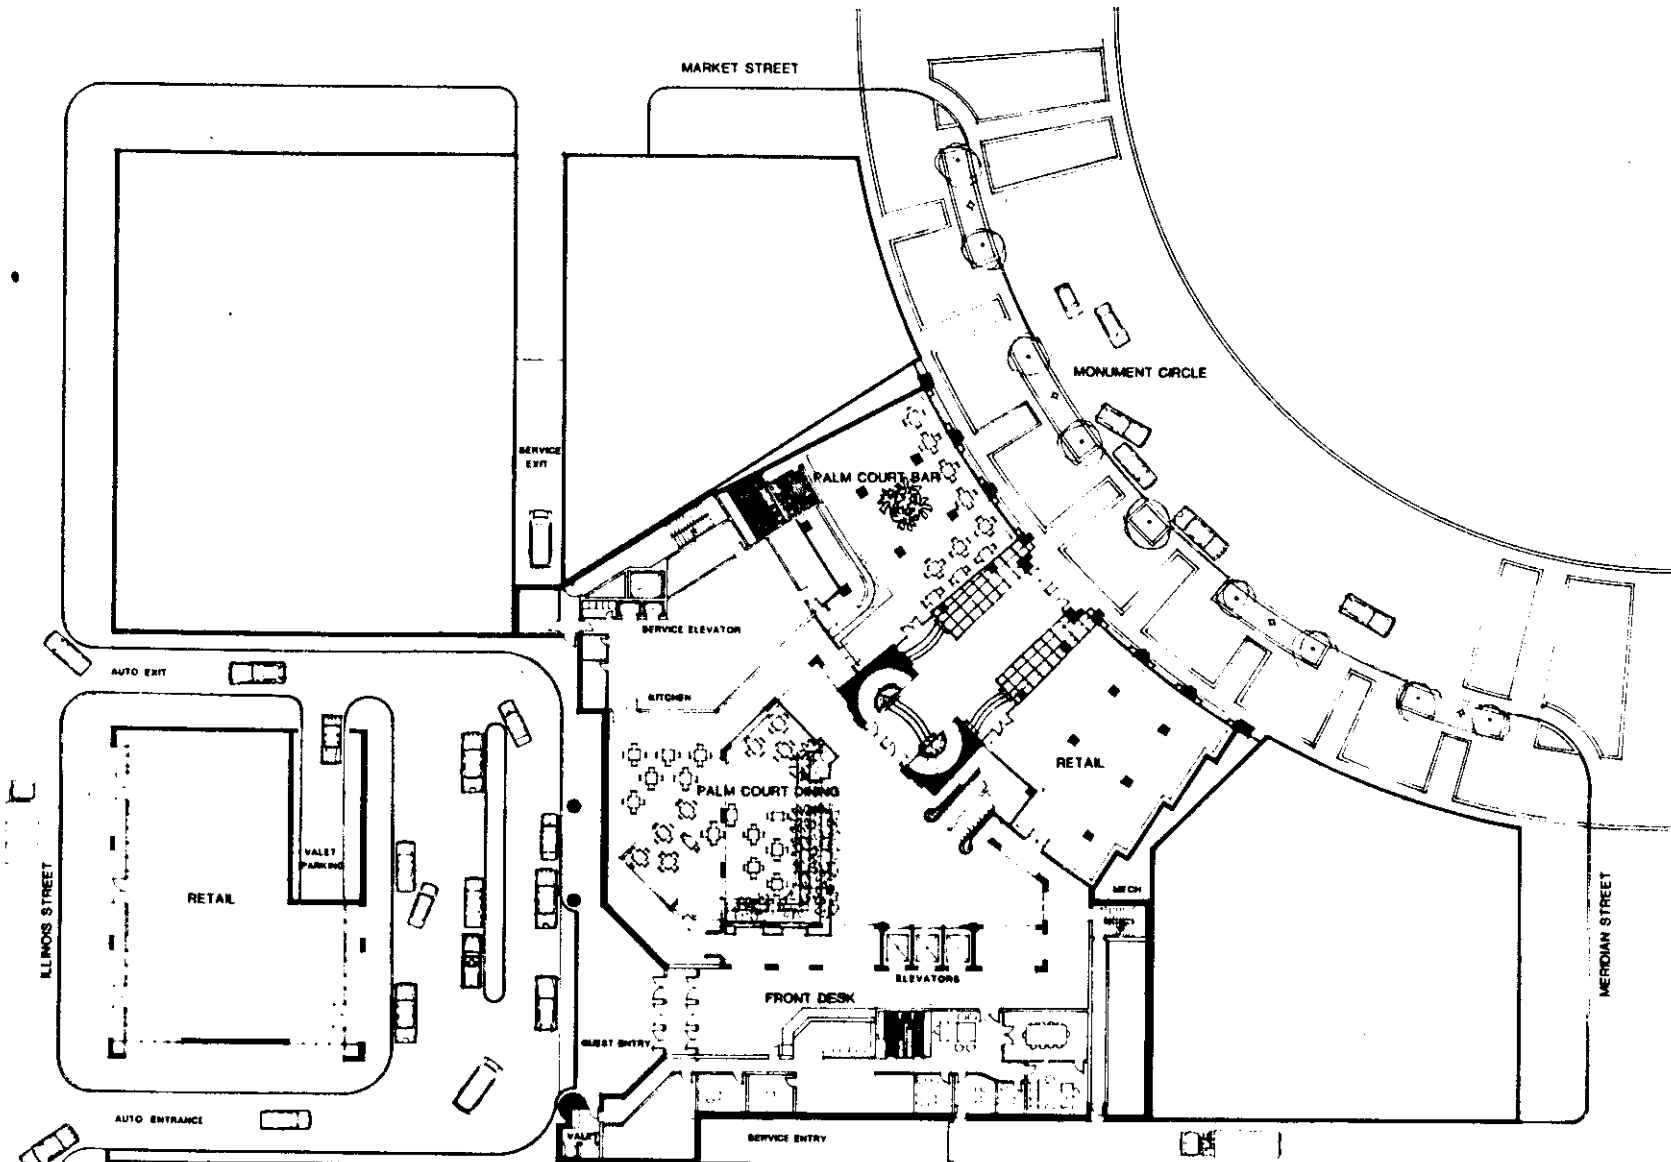 MARKET STREET
MONUMENT CIRCLE
SERVICE
EXIT
PALM COURT BAR
SERVICE ELEVATOR
AUTO EXIT
KITCHEN
RETAIL
PALM COURT DINING
VALET
PARKING
RETAIL
MECH
ILLINOIS STREET
MERIDIAN STREET
ELEVATORS
FRONT DESK
GUEST ENTRY
AUTO ENTRANCE
VALET
SERVICE ENTRY